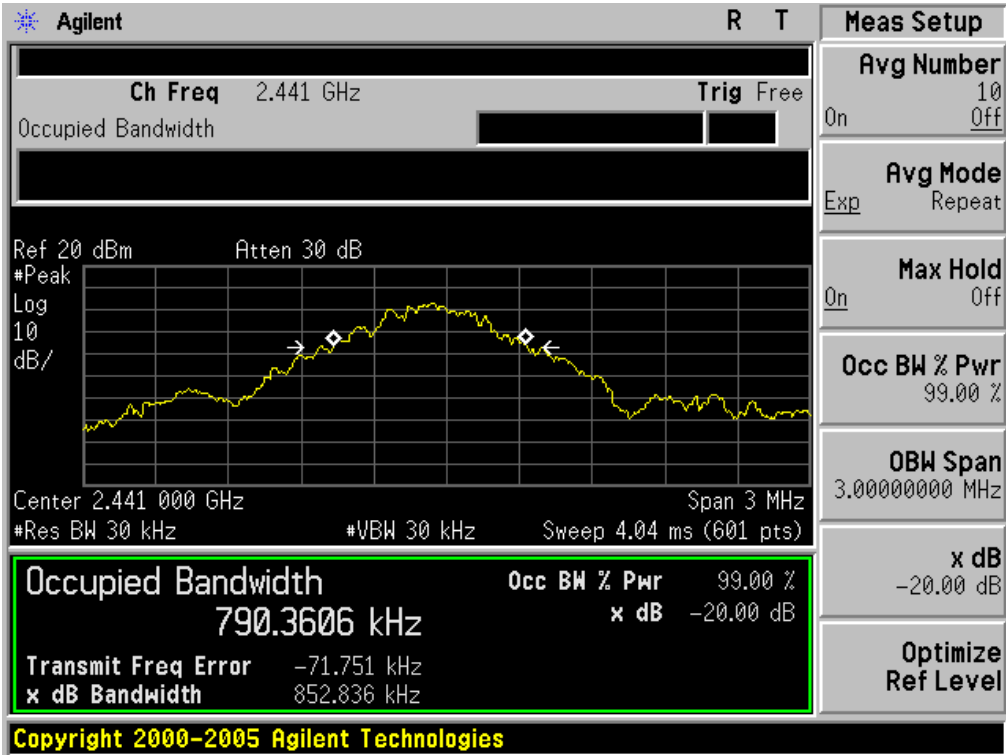 Agilent R T
Ch Freq 2.441 GHz Trig Free
Occupied Bandwidth
Ref 20 dBm Atten 30 dB
#Peak
Log
10
dB/
Center 2.441 000 GHz Span 3 MHz
#Res BW 30 kHz #VBW 30 kHz Sweep 4.04 ms (601 pts)
Occupied Bandwidth
790.3606 kHz
Occ BW % Pwr 99.00 %
x dB -20.00 dB
Transmit Freq Error -71.751 kHz
x dB Bandwidth 852.836 kHz
Copyright 2000-2005 Agilent Technologies
Meas Setup
Avg Number
10
On Off
Avg Mode
Exp Repeat
Max Hold
On Off
Occ BW % Pwr
99.00 %
OBW Span
3.00000000 MHz
x dB
-20.00 dB
Optimize
Ref Level